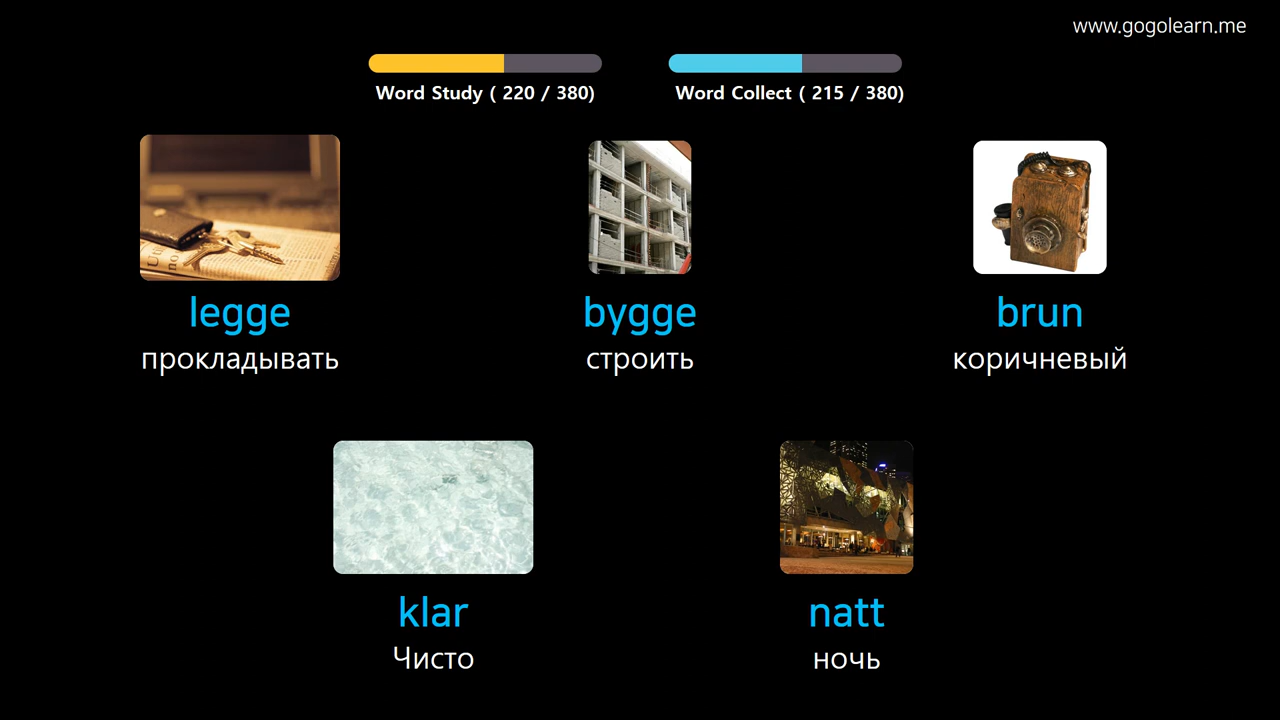 www.gogolearn.me
Word Study ( 220 / 380)
Word Collect ( 215 / 380)
legge
прокладывать
bygge
строить
brun
коричневый
klar
Чисто
natt
ночь